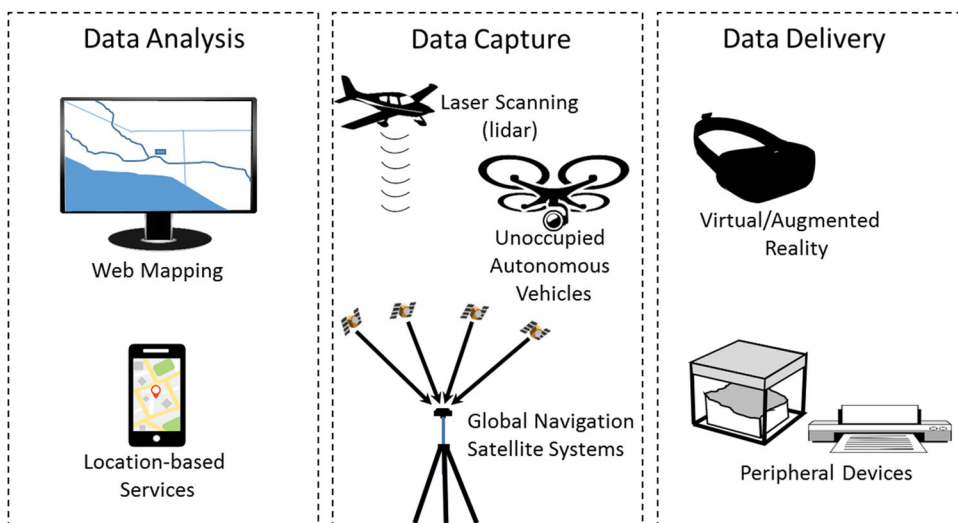 Data Analysis
Web Mapping
Location-based
Services
Data Capture
Laser Scanning
(lidar)
Unoccupied
Autonomous
Vehicles
Global Navigation
Satellite Systems
Data Delivery
Virtual/Augmented
Reality
Peripheral Devices